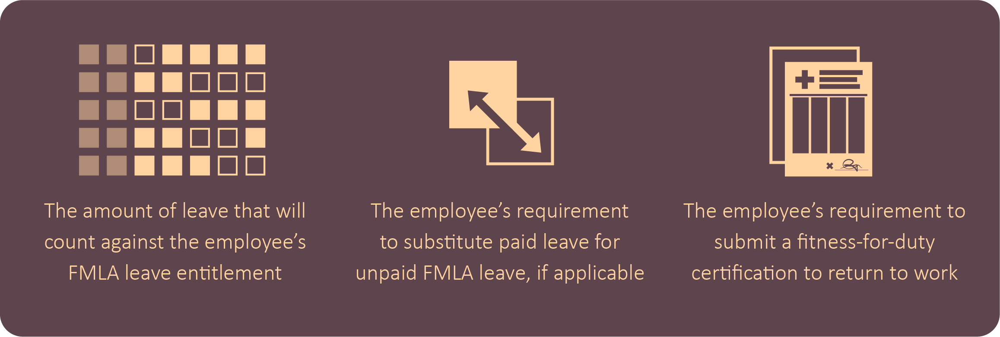 The amount of leave that will
count against the employee’s
FMLA leave entitlement
The employee’s requirement
to substitute paid leave for
unpaid FMLA leave, if applicable
The employee’s requirement to
submit a fitness-for-duty
certification to return to work